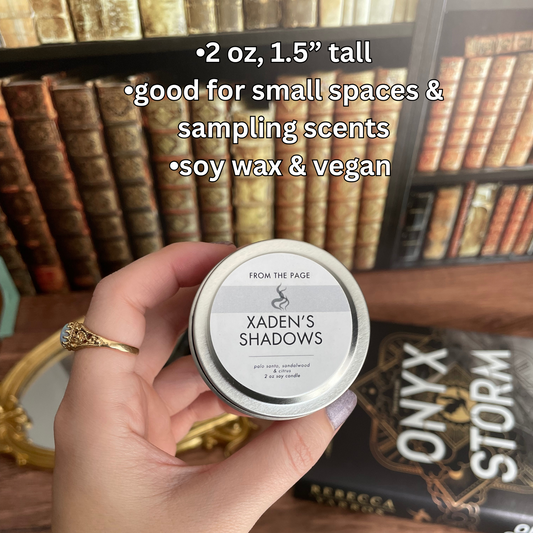 •2 oz, 1.5” tall
•good for small spaces &
sampling scents
•soy wax & vegan
FROM THE PAGE
XADEN'S
SHADOWS
palo santo, sandalwood
& citrus
2 oz soy candle
ONYX
STORM
REBECCA